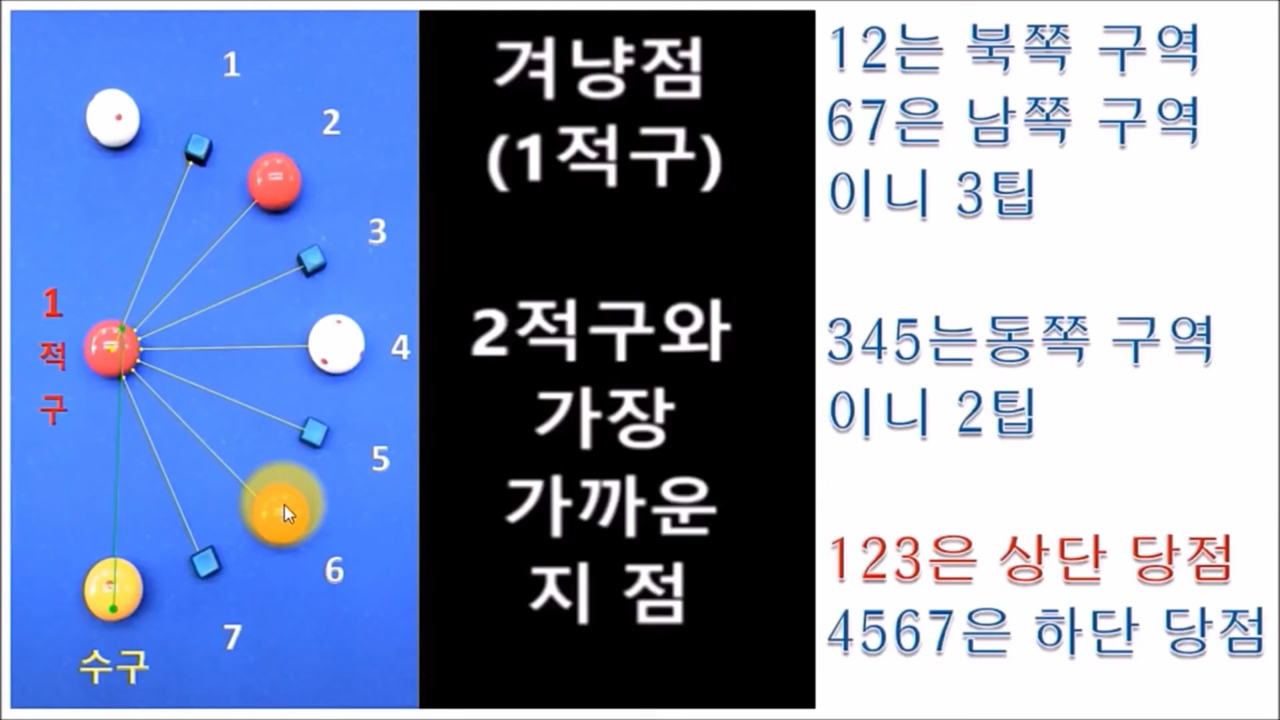 1
2
3
1
적
구
4
5
6
7
수구
겨냥점
(1적구)
2적구와
가장
가까운
지 점
12는 북쪽 구역
67은 남쪽 구역
이니 3팁
345는동쪽 구역
이니 2팁
123은 상단 당점
4567은 하단 당점